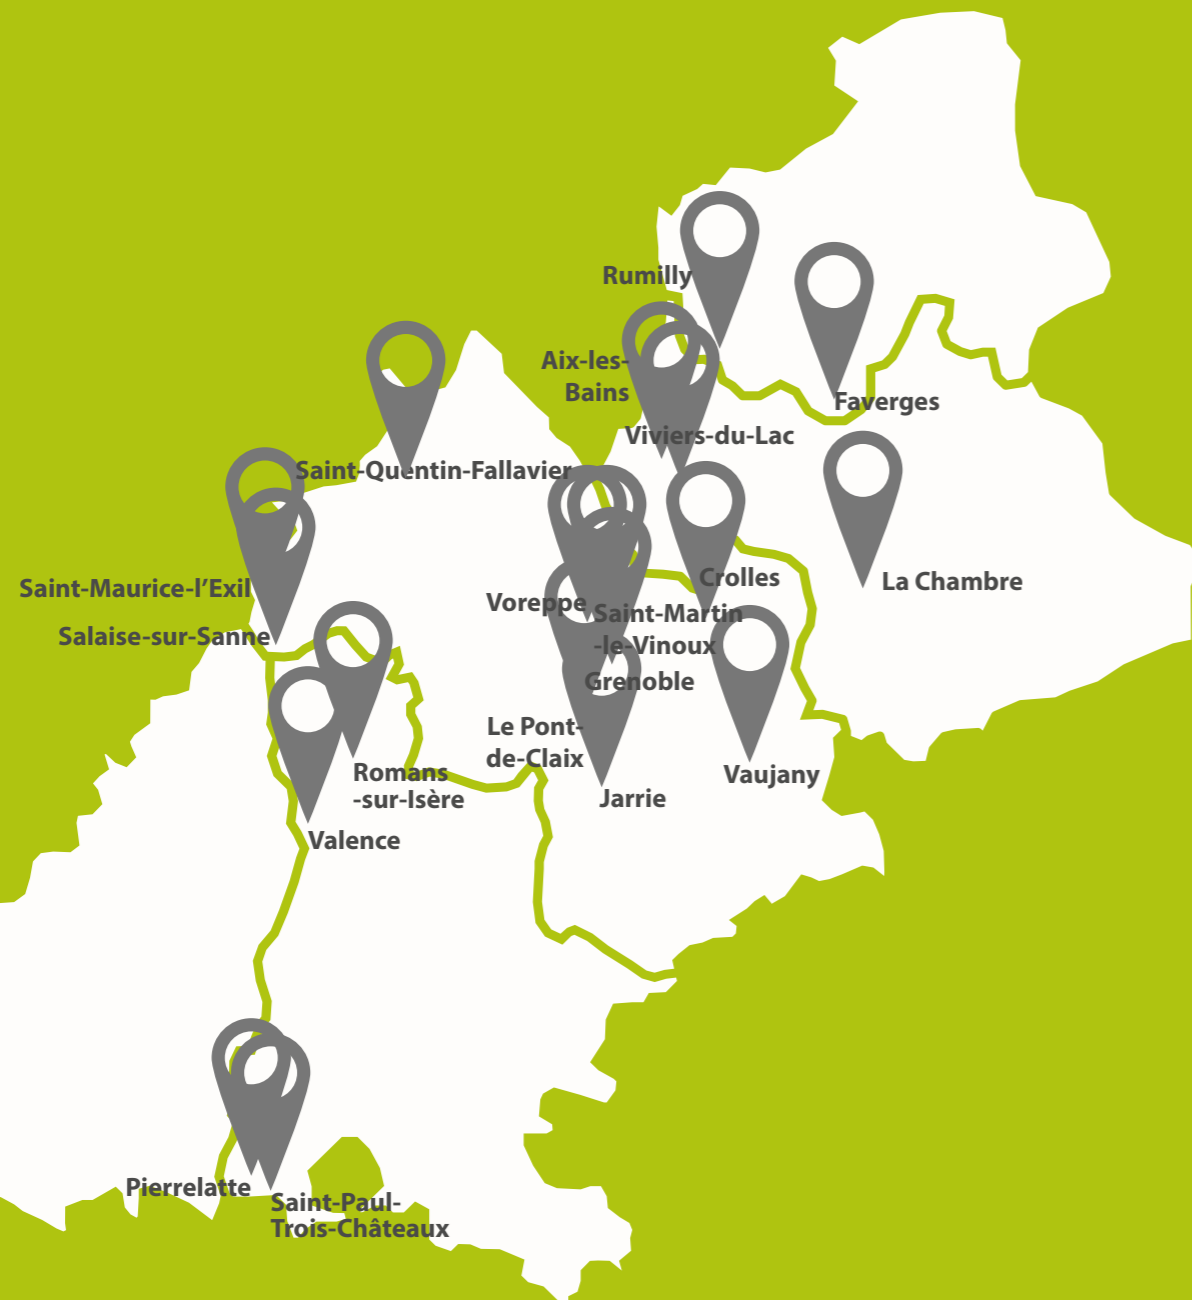 Rumilly
Aix-les-
Bains
Faverges
Viviers-du-Lac
Saint-Quentin-Fallavier
Saint-Maurice-l’Exil
Crolles
La Chambre
Voreppe
Saint-Martin
-le-Vinoux
Salaise-sur-Sanne
Grenoble
Le Pont-
de-Claix
Romans
-sur-Isère
Jarrie
Vaujany
Valence
Pierrelatte
Saint-Paul-
Trois-Châteaux